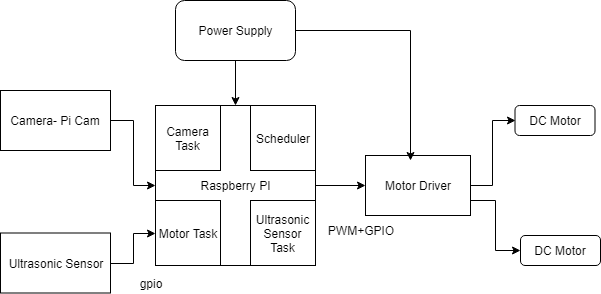 Power Supply
Camera- Pi Cam
Camera
Task
Scheduler
DC Motor
Raspberry PI
Motor Driver
Motor Task
Ultrasonic
Sensor
Task
PWM+GPIO
DC Motor
Ultrasonic Sensor
gpio